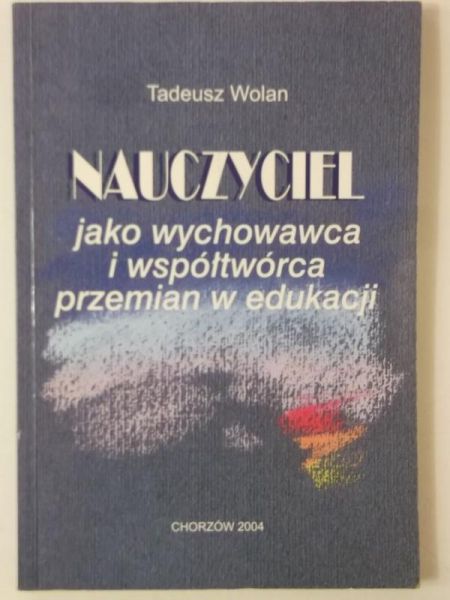 Tadeusz Wolan
NAUCZYCIEL
jako wychowawca
i współtwórca
przemian w edukacji
CHORZÓW 2004